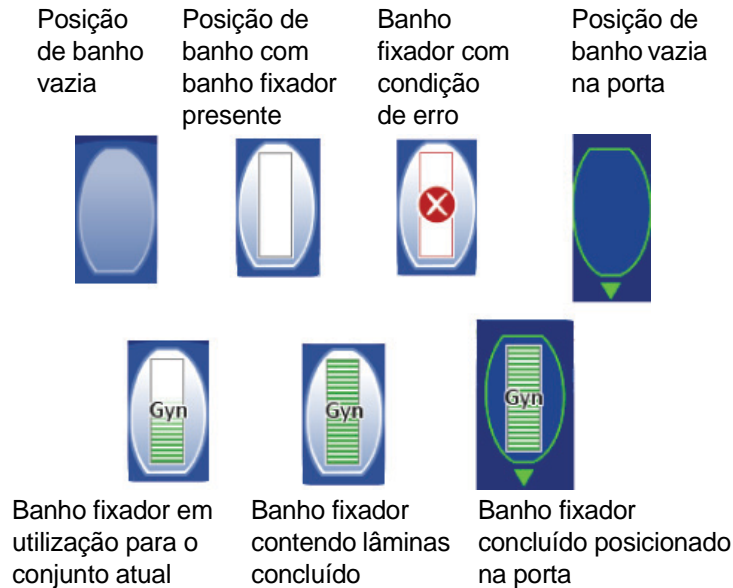 Posição
de banho
vazia
Posição de
banho com
banho fixador
presente
Banho
fixador com
condição
de erro
Posição de
banho vazia
na porta
Gyn
Gyn
Gyn
Banho fixador em
utilização para o
conjunto atual
Banho fixador
contendo lâminas
concluído
Banho fixador
concluído posicionado
na porta